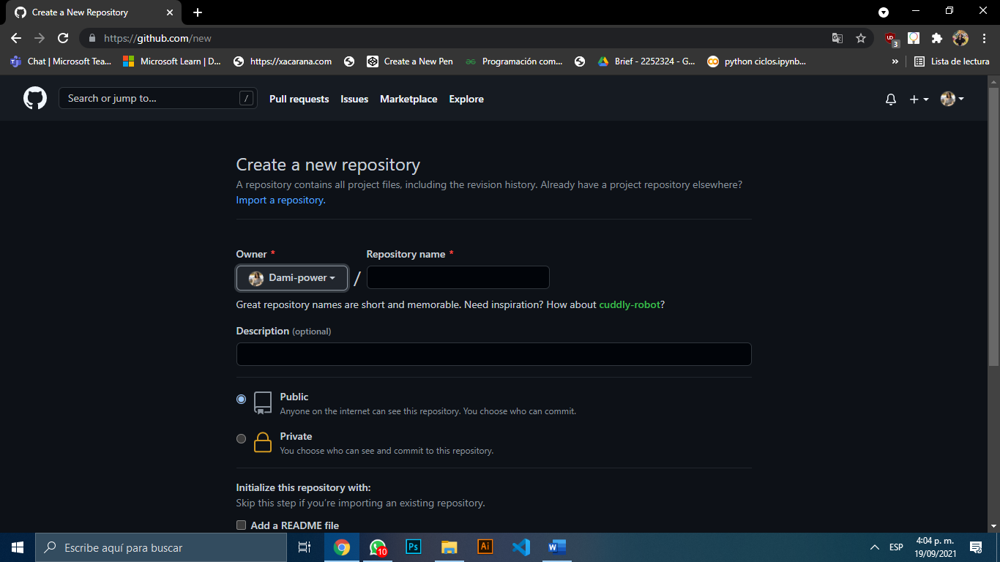 Create a New Repository
https://github.com/new
UD
3
Chat | Microsoft Tea...
Microsoft Learn | D...
https://xacarana.com
Create a New Pen
Programación com...
Brief - 2252324 - G...
python ciclos.ipynb...
»
Lista de lectura
Search or jump to...
/
Pull requests
Issues
Marketplace
Explore
Create a new repository
A repository contains all project files, including the revision history. Already have a project repository elsewhere?
Import a repository.
Owner *
Repository name *
Dami-power
/
Great repository names are short and memorable. Need inspiration? How about cuddly-robot?
Description (optional)
Public
Anyone on the internet can see this repository. You choose who can commit.
Private
You choose who can see and commit to this repository.
Initialize this repository with:
Skip this step if you're importing an existing repository.
Add a README file
Escribe aquí para buscar
10
Ps
Ai
W
ESP
4:04 p. m.
19/09/2021